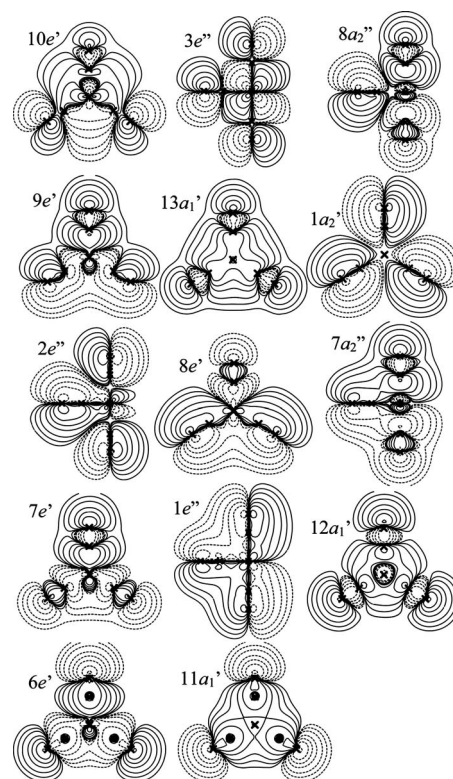 10e' 3e" 8a₂"
9e' 13a₁' 1a₂'
2e" 8e' 7a₂"
7e' 1e" 12a₁'
6e' 11a₁'